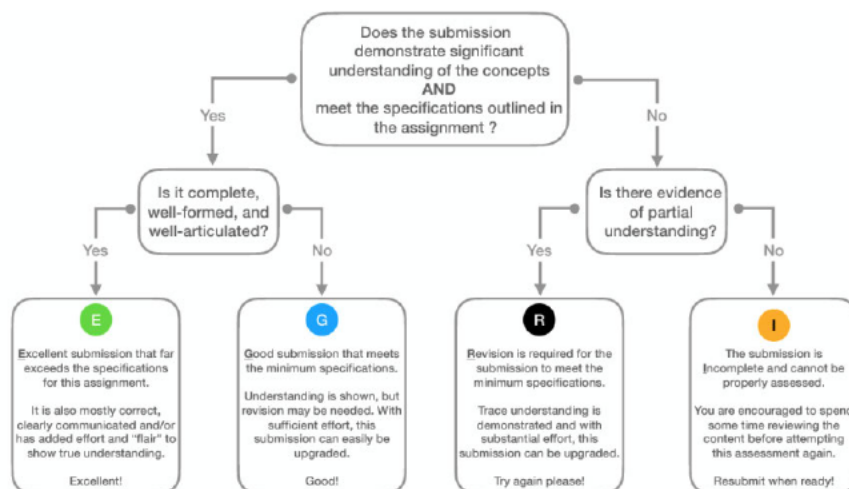 Does the submission
demonstrate significant
understanding of the concepts
AND
meet the specifications outlined in
the assignment ?
Yes
No
Is it complete,
well-formed, and
well-articulated?
Is there evidence
of partial
understanding?
Yes
No
Yes
No
E
Excellent submission that far
exceeds the specifications
for this assignment.
It is also mostly correct,
clearly communicated and/or
has added effort and "flair" to
show true understanding.
Excellent!
G
Good submission that meets
the minimum specifications.
Understanding is shown, but
revision may be needed. With
sufficient effort, this
submission can easily be
upgraded.
Good!
R
Revision is required for the
submission to meet the
minimum specifications.
Trace understanding is
demonstrated and with
substantial effort, this
submission can be upgraded.
Try again please!
I
The submission is
Incomplete and cannot be
properly assessed.
You are encouraged to spend
some time reviewing the
content before attempting
this assessment again.
Resubmit when ready!